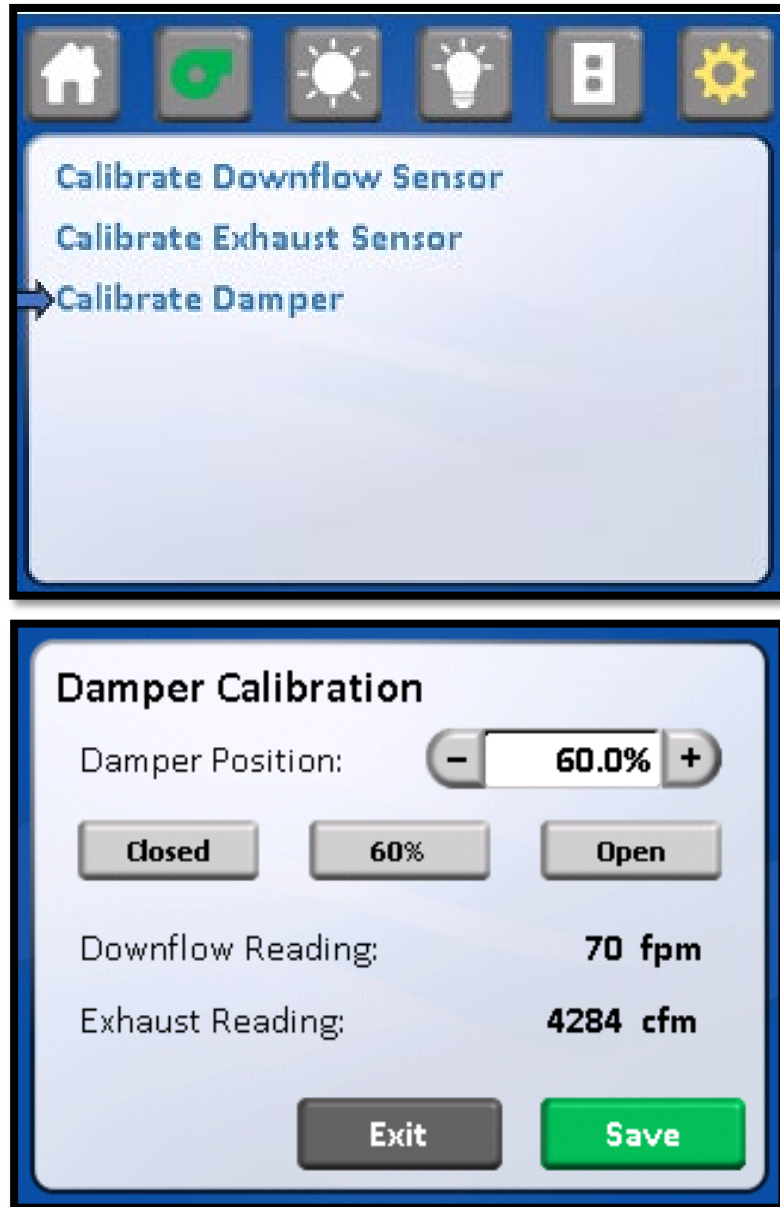 Calibrate Downflow Sensor
Calibrate Exhaust Sensor
Calibrate Damper
Damper Calibration
Damper Position: - 60.0% +
Closed 60% Open
Downflow Reading: 70 fpm
Exhaust Reading: 4284 cfm
Exit Save